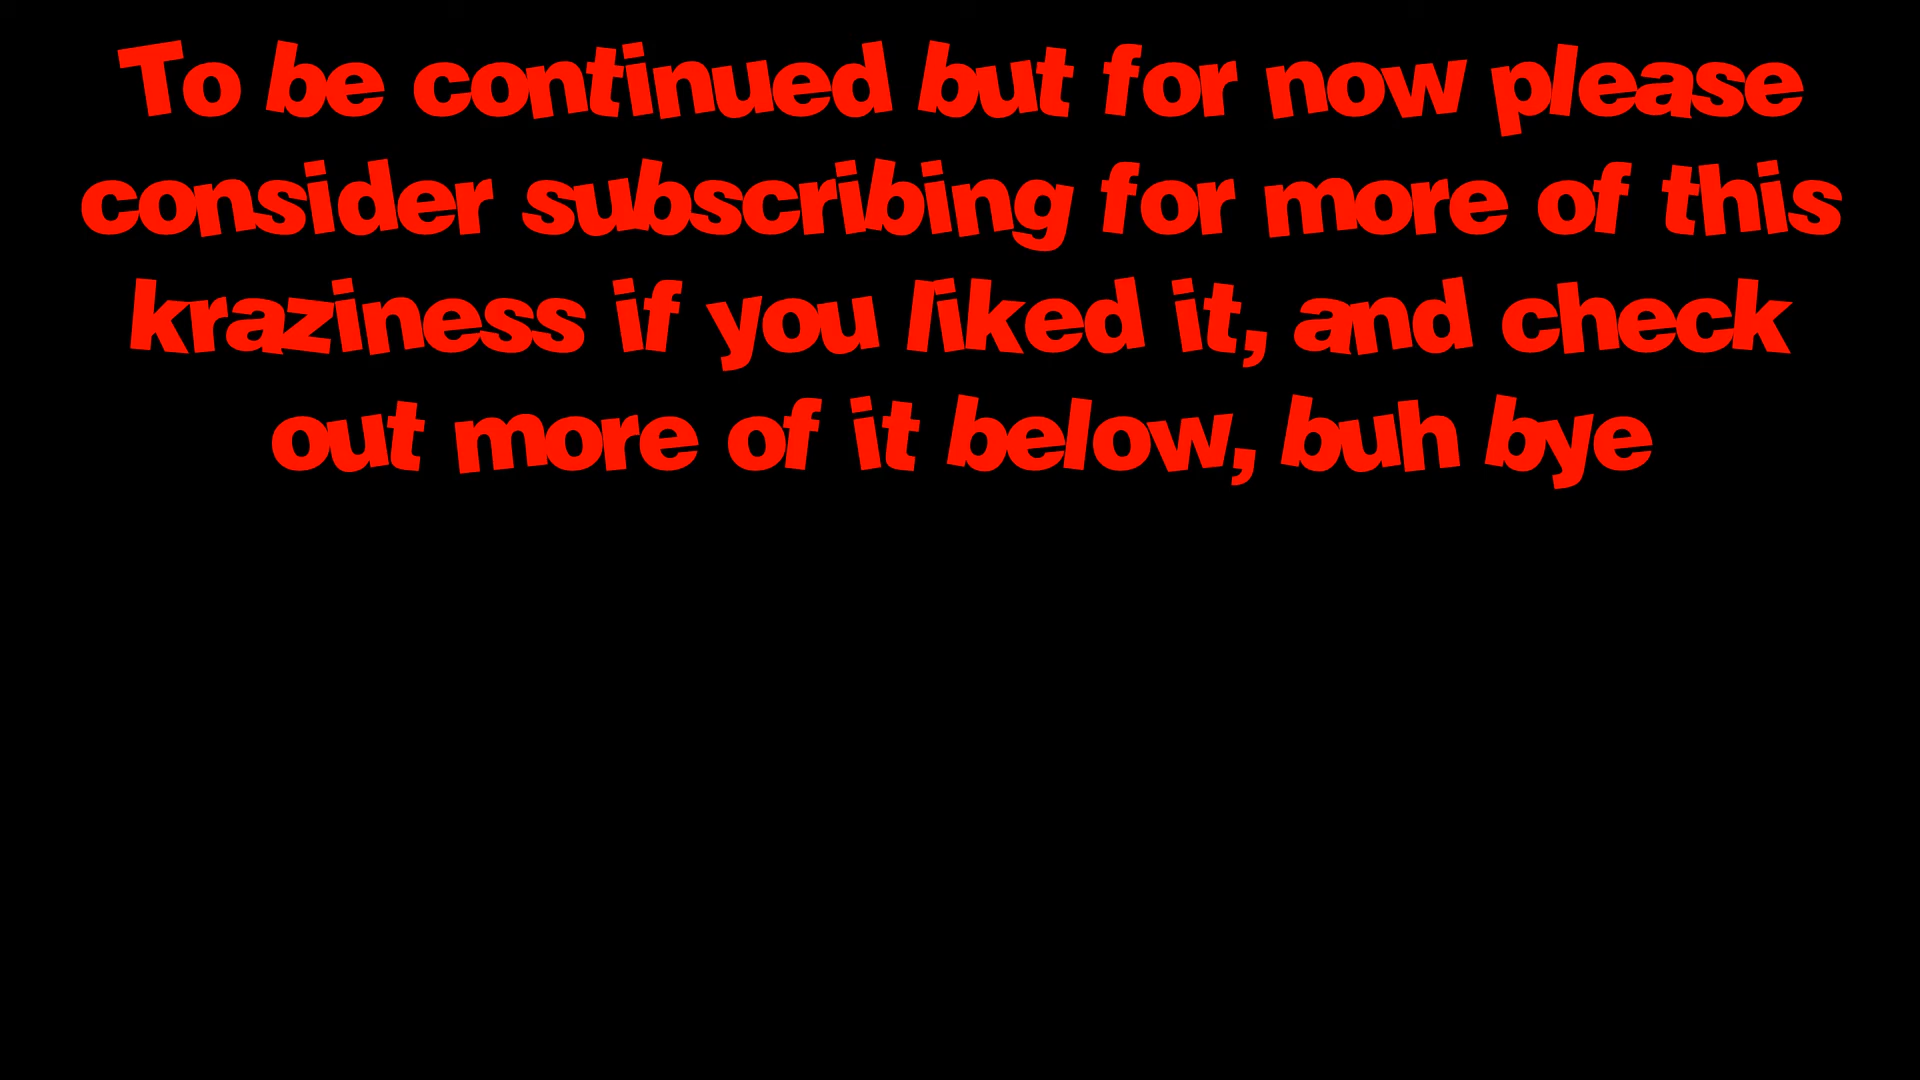 To be continued but for now please
consider subscribing for more of this
kraziness if you liked it, and check
out more of it below, buh bye